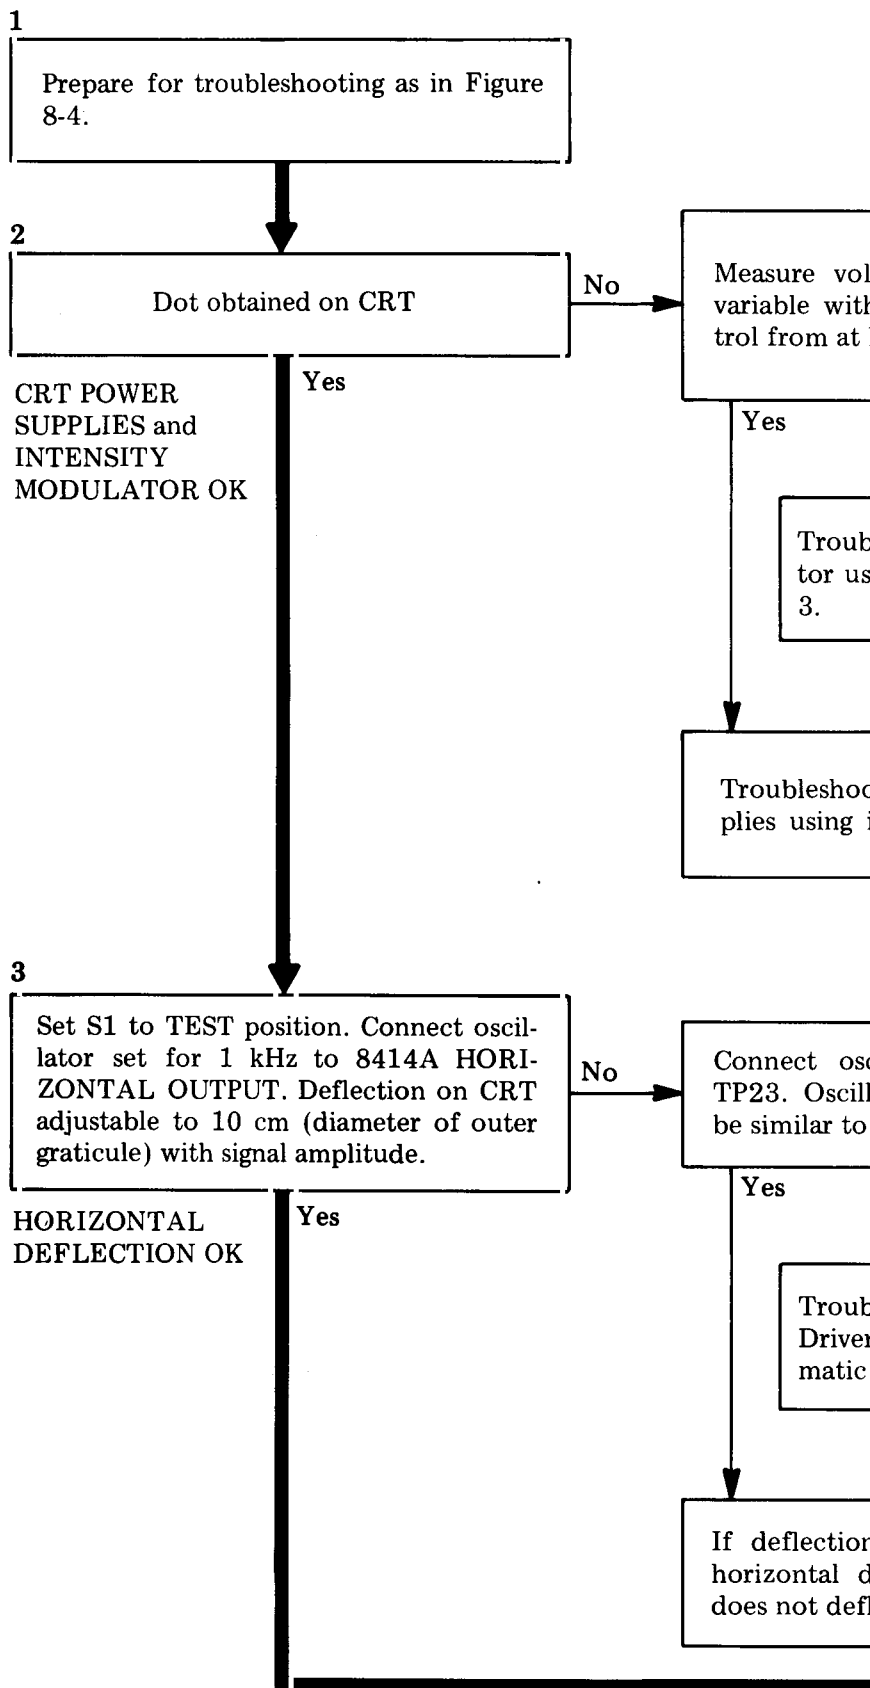 1
Prepare for troubleshooting as in Figure
8-4.
2
Dot obtained on CRT
No
Measure vol
variable with
trol from at
Yes
CRT POWER
SUPPLIES and
INTENSITY
MODULATOR OK
Yes
Troub
tor us
3.
Troubleshoo
plies using i
3
Set S1 to TEST position. Connect oscil-
lator set for 1 kHz to 8414A HORI-
ZONTAL OUTPUT. Deflection on CRT
adjustable to 10 cm (diameter of outer
graticule) with signal amplitude.
No
Connect osc
TP23. Oscill
be similar to
Yes
HORIZONTAL
DEFLECTION OK
Yes
Troub
Driver
matic
If deflection
horizontal d
does not defl